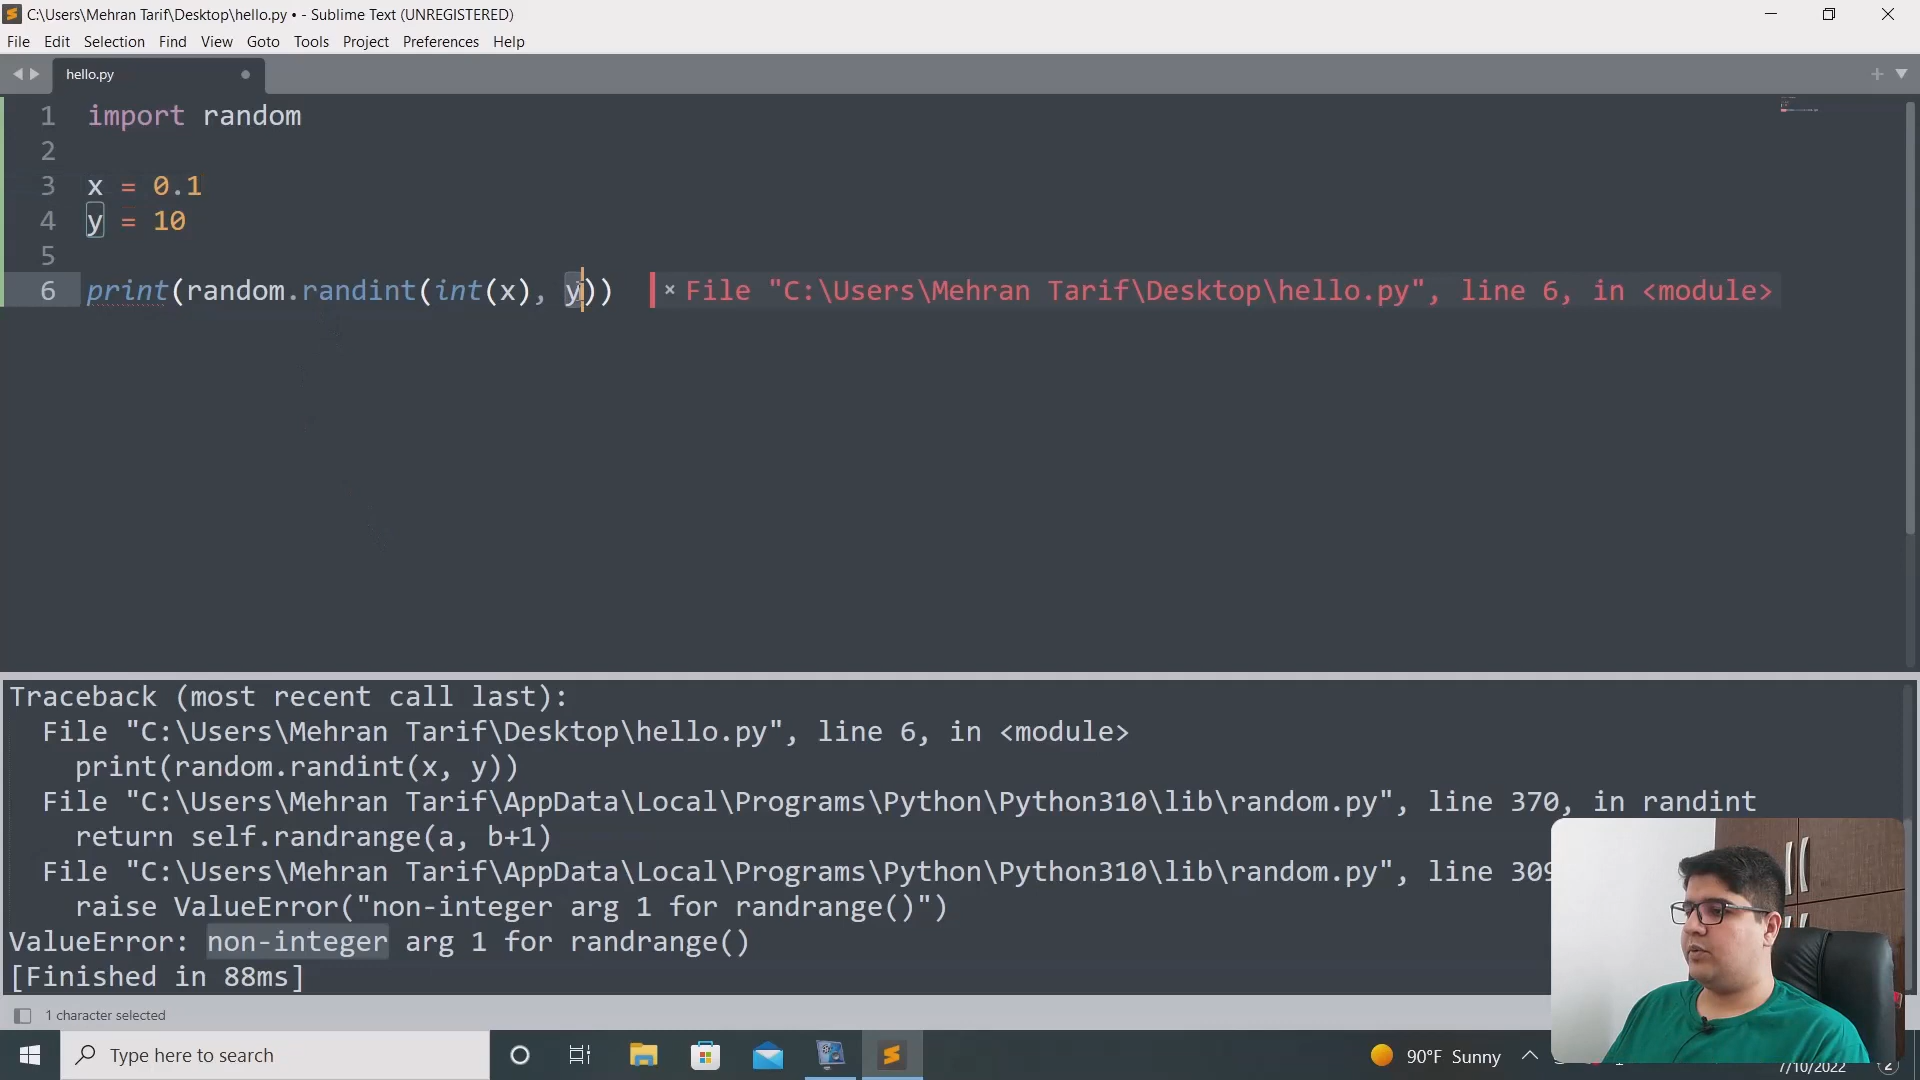 C:\Users\Mehran Tarif\Desktop\hello.py • - Sublime Text (UNREGISTERED)
File Edit Selection Find View Goto Tools Project Preferences Help
hello.py
1 import random
2
3 x = 0.1
4 y = 10
5
6 print(random.randint(int(x), y)) × File "C:\Users\Mehran Tarif\Desktop\hello.py", line 6, in <module>
Traceback (most recent call last):
File "C:\Users\Mehran Tarif\Desktop\hello.py", line 6, in <module>
print(random.randint(x, y))
File "C:\Users\Mehran Tarif\AppData\Local\Programs\Python\Python310\lib\random.py", line 370, in randint
return self.randrange(a, b+1)
File "C:\Users\Mehran Tarif\AppData\Local\Programs\Python\Python310\lib\random.py", line 309
raise ValueError("non-integer arg 1 for randrange()")
ValueError: non-integer arg 1 for randrange()
[Finished in 88ms]
1 character selected
Type here to search
90°F Sunny
7/10/2022
2